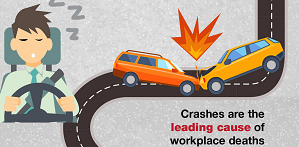 Z
Z
Z
Crashes are the
leading cause of
workplace deaths